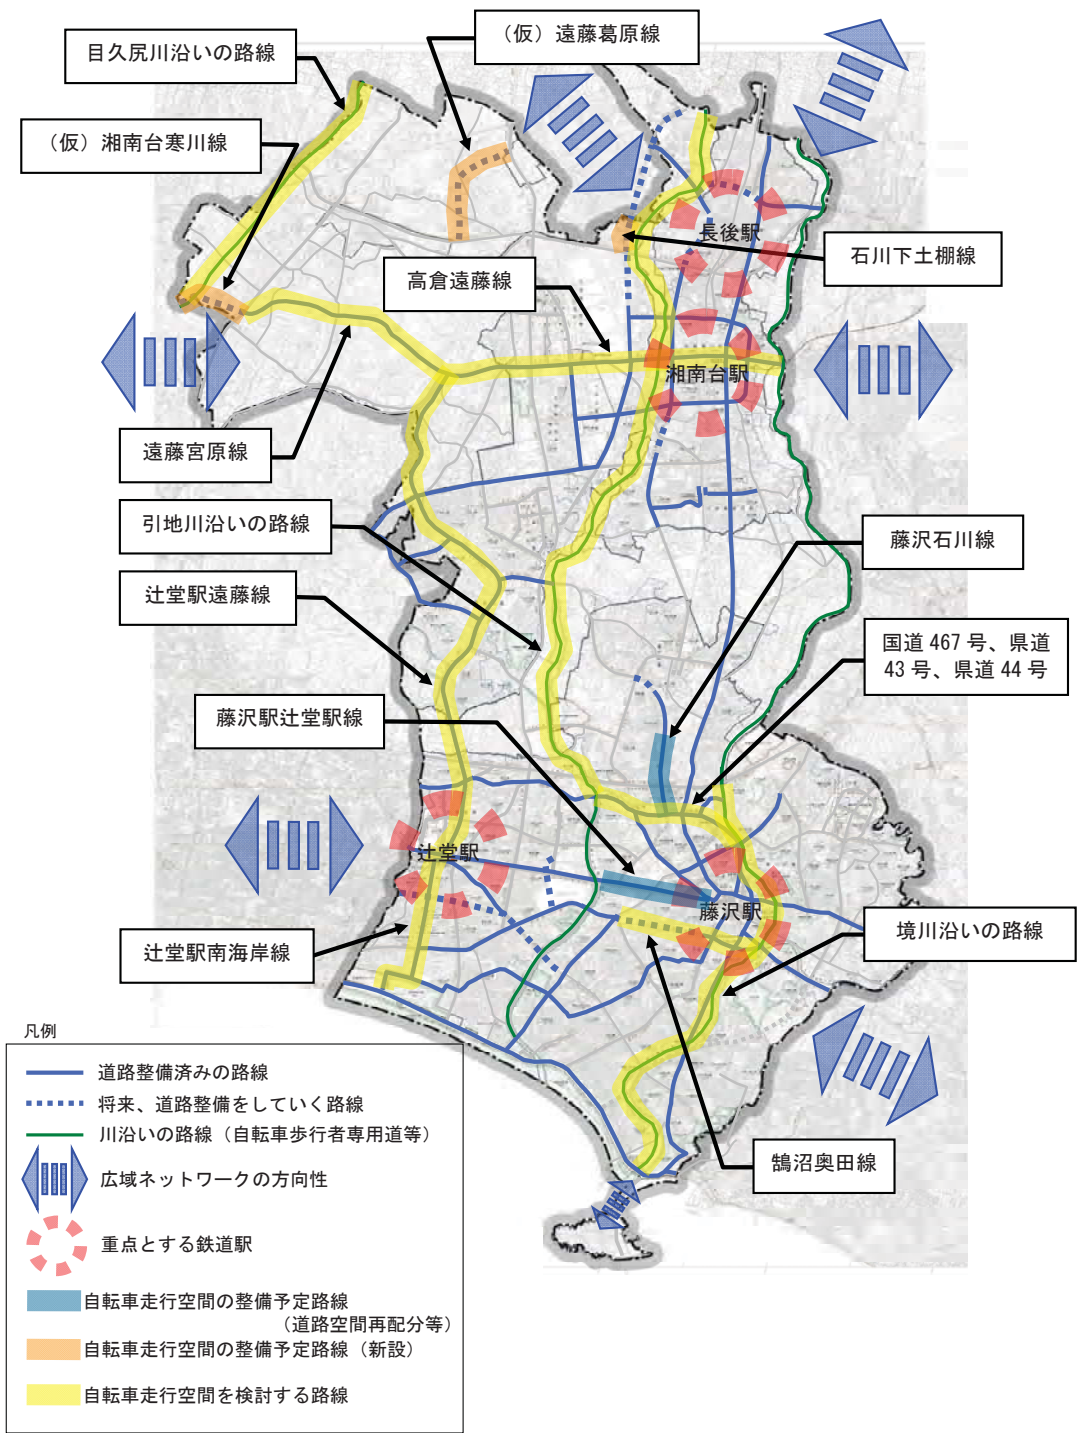 （仮）遠藤葛原線
目久尻川沿いの路線
（仮）湘南台寒川線
長後駅
石川下土棚線
高倉遠藤線
湘南台駅
遠藤宮原線
引地川沿いの路線
藤沢石川線
辻堂駅遠藤線
国道 467 号、県道
43 号、県道 44 号
藤沢駅辻堂駅線
辻堂駅
藤沢駅
境川沿いの路線
辻堂駅南海岸線
鵠沼奥田線
凡例
道路整備済みの路線
将来、道路整備をしていく路線
川沿いの路線（自転車歩行者専用道等）
広域ネットワークの方向性
重点とする鉄道駅
自転車走行空間の整備予定路線
（道路空間再配分等）
自転車走行空間の整備予定路線（新設）
自転車走行空間を検討する路線